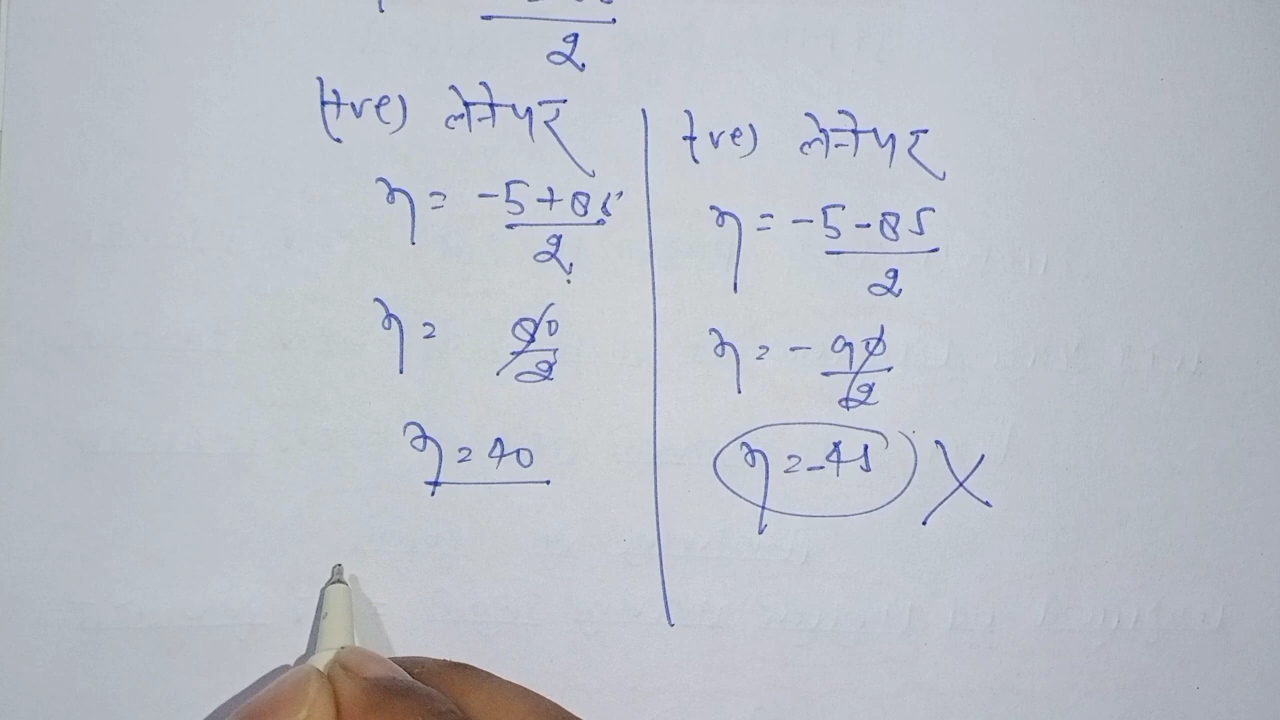 2
(+ve) लेने पर
η = -5+85
2
η = 80
2
η = 40
+ve) लेने पर
η = -5-85
2
η = - 90
2
η = -45 X